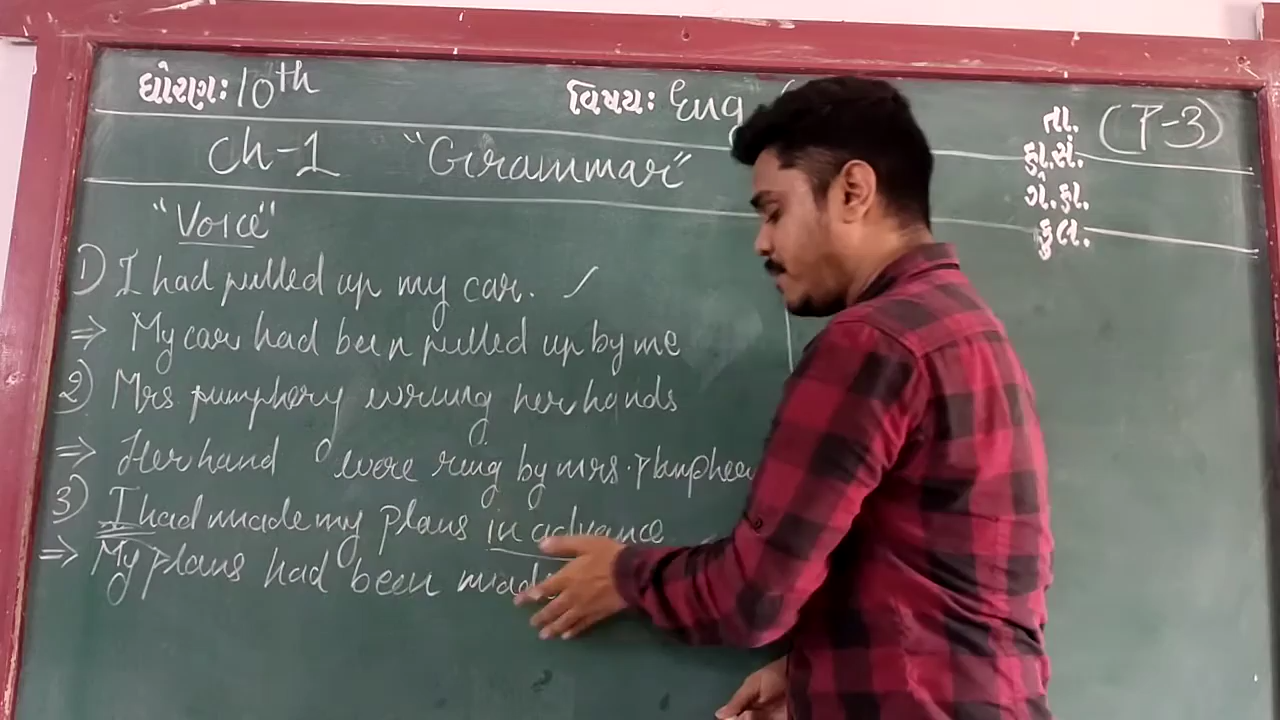 ધોરણ: 10th
વિષય: Eng
તા. (P-3)
ફા.સં.
ગે.હા.
કુલ.
Ch-1 "Grammar"
"Voice"
1) I had pulled up my car. ✓
⇒ My car had been pulled up by me
2) Mrs pumphery wrung her hands
⇒ Her hand were rung by mrs.
3) I had made my plans in advance
⇒ My plans had been made